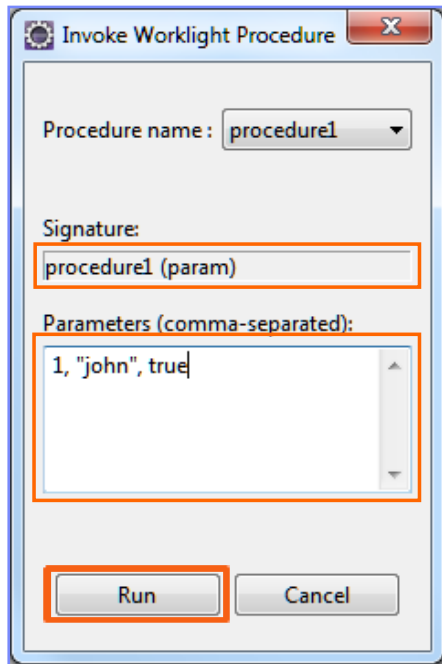 Invoke Worklight Procedure
Procedure name : procedure1
Signature:
procedure1 (param)
Parameters (comma-separated):
1, "john", true
Run Cancel